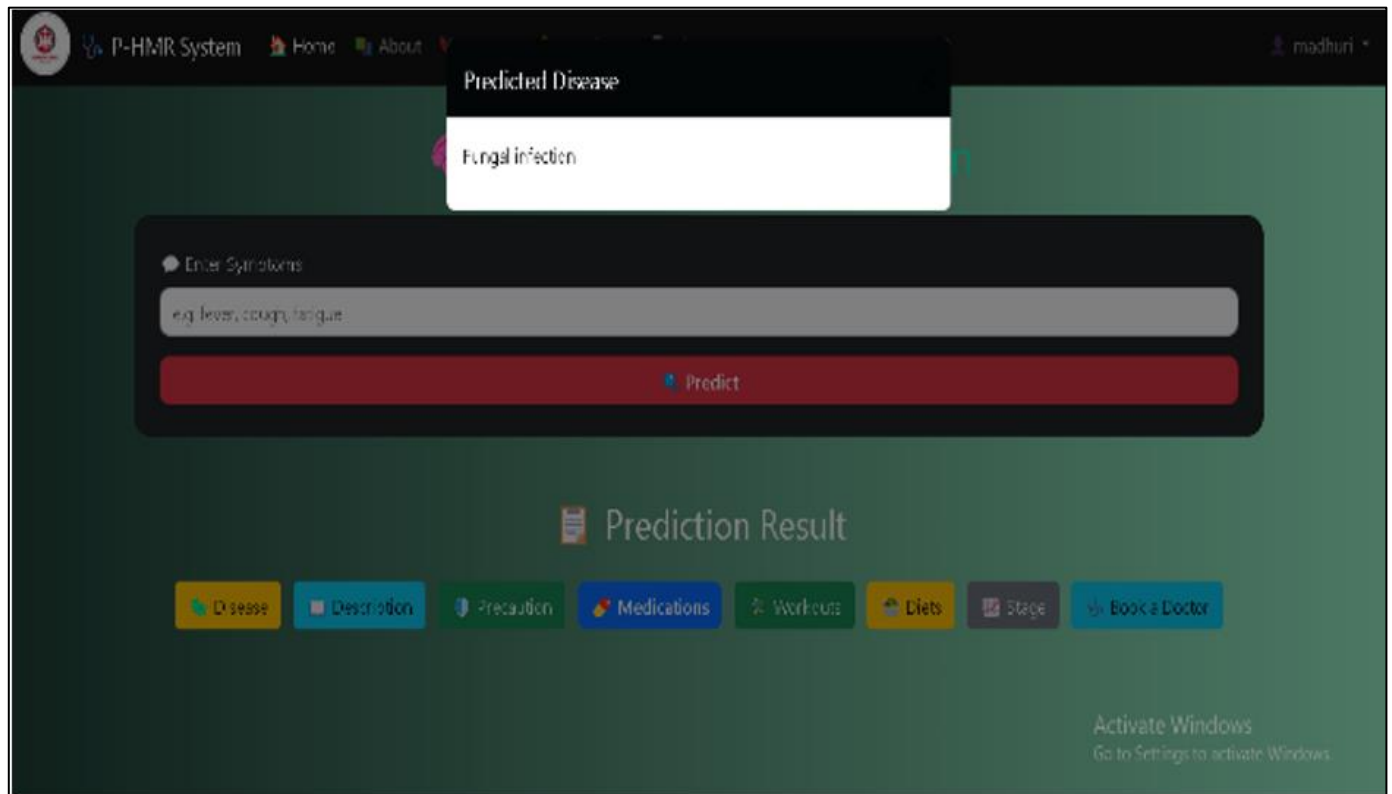 P-HMR System Home About madhuri
Predicted Disease
Fungal infection
Enter Symptoms
e.g. fever, cough, fatigue
Predict
Prediction Result
Disease Description Precaution Medications Workouts Diets Stage Book a Doctor
Activate Windows
Go to Settings to activate Windows.